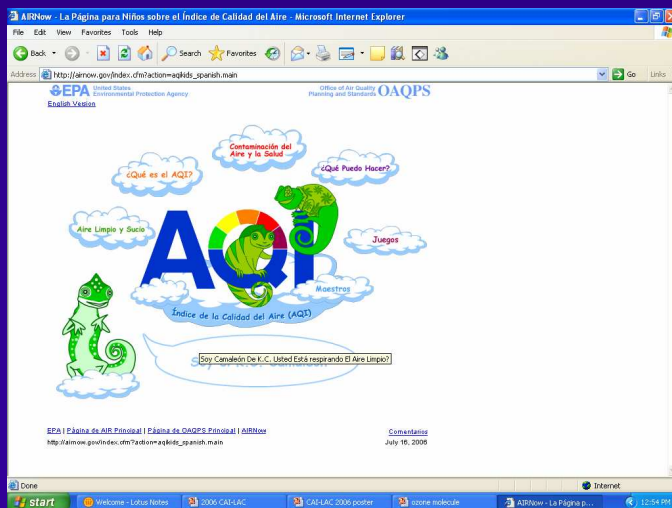 AIRNow - La Página para Niños sobre el Índice de Calidad del Aire - Microsoft Internet Explorer
File Edit View Favorites Tools Help
Back Search Favorites
Address http://airnow.gov/index.cfm?action=aqikids_spanish.main Go Links
EPA United States Environmental Protection Agency
Office of Air Quality Planning and Standards OAQPS
English Version
Contaminación del
Aire y la Salud
¿Qué es el AQI?
¿Qué Puedo Hacer?
Aire Limpio y Sucio
Juegos
AQI
Maestros
Índice de la Calidad del Aire (AQI)
Soy Camaleón De K.C. Usted Está respirando El Aire Limpio?
EPA | Página de AIR Principal | Página de OAQPS Principal | AIRNow
Comentarios
http://airnow.gov/index.cfm?action=aqikids_spanish.main
July 16, 2006
Done Internet
start Welcome - Lotus Notes 2006 CAI-LAC CAI-LAC 2006 poster ozone molecule AIRNow - La Página p... 12:54 PM